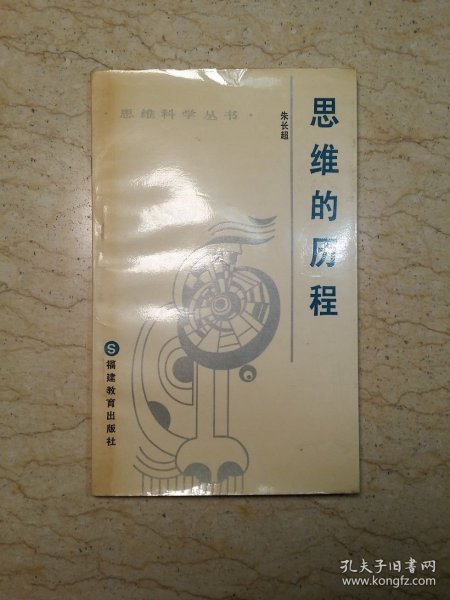 思维科学丛书
思维的历程
朱长超
S
福建教育出版社
孔夫子旧书网
www.kongfz.com